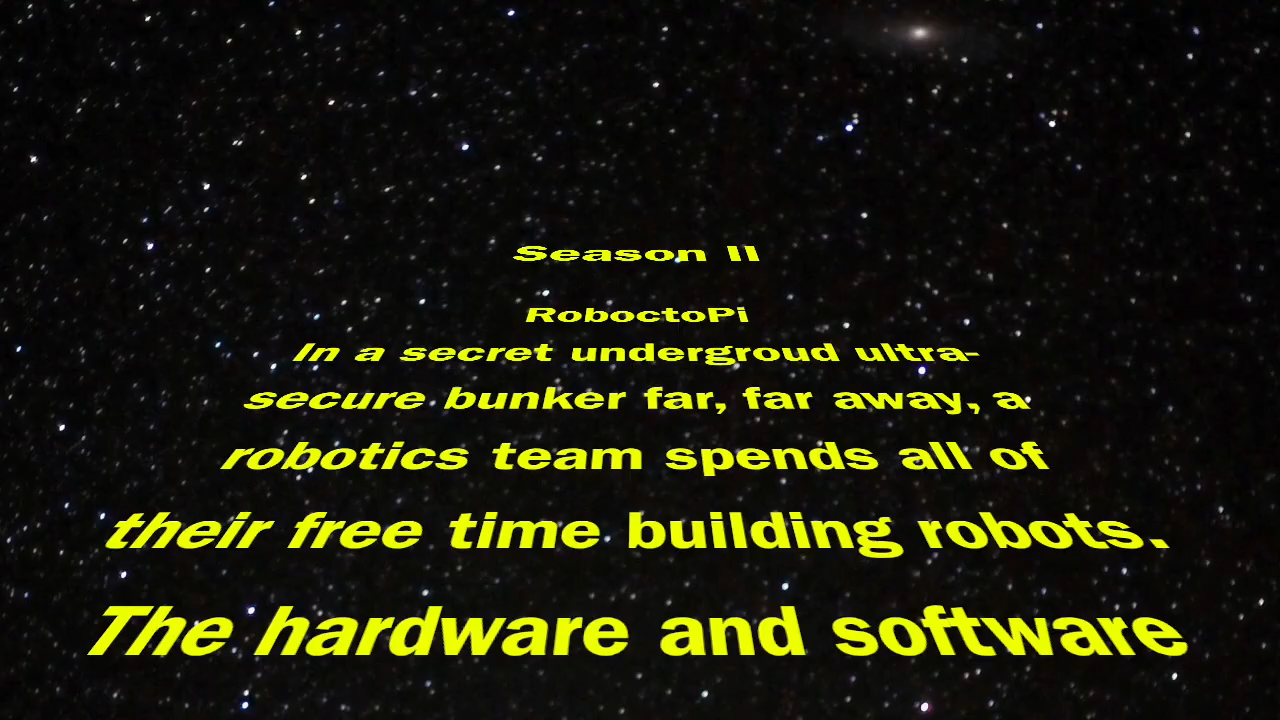 Season II
RoboctoPi
In a secret undergroud ultra-
secure bunker far, far away, a
robotics team spends all of
their free time building robots.
The hardware and software